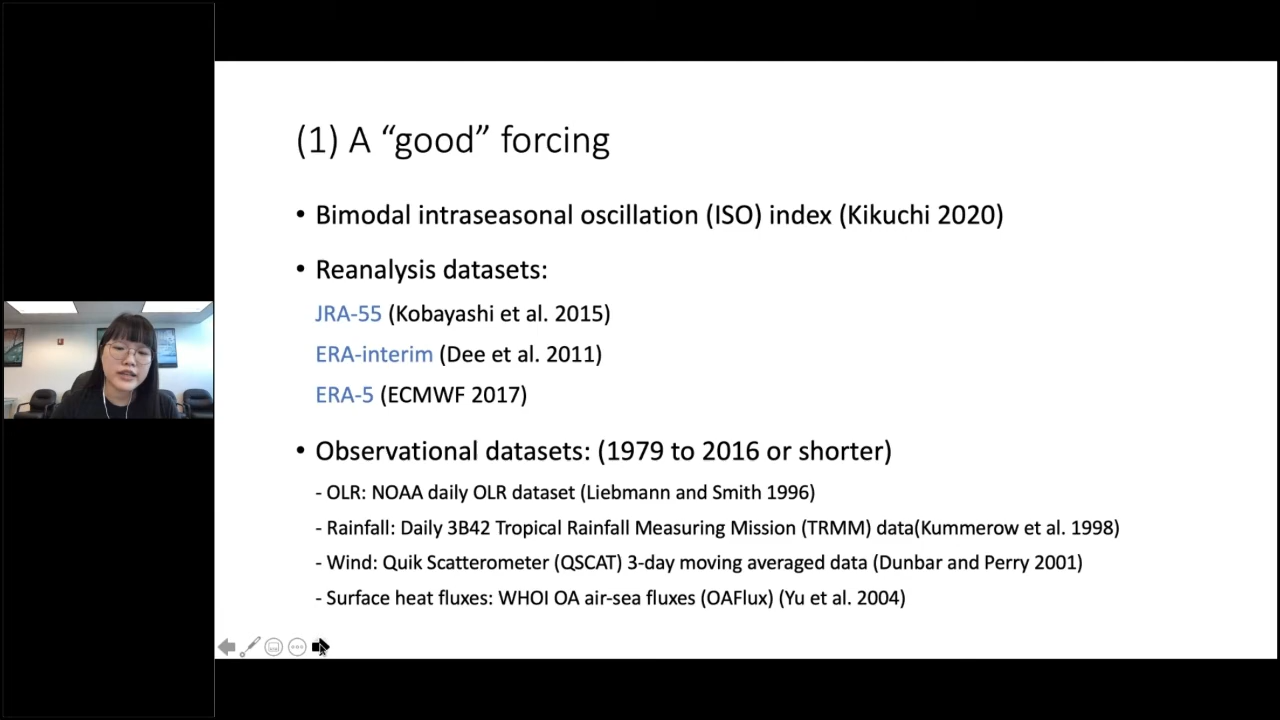 (1) A “good” forcing
• Bimodal intraseasonal oscillation (ISO) index (Kikuchi 2020)
• Reanalysis datasets:
JRA-55 (Kobayashi et al. 2015)
ERA-interim (Dee et al. 2011)
ERA-5 (ECMWF 2017)
• Observational datasets: (1979 to 2016 or shorter)
- OLR: NOAA daily OLR dataset (Liebmann and Smith 1996)
- Rainfall: Daily 3B42 Tropical Rainfall Measuring Mission (TRMM) data(Kummerow et al. 1998)
- Wind: Quik Scatterometer (QSCAT) 3-day moving averaged data (Dunbar and Perry 2001)
- Surface heat fluxes: WHOI OA air-sea fluxes (OAFlux) (Yu et al. 2004)